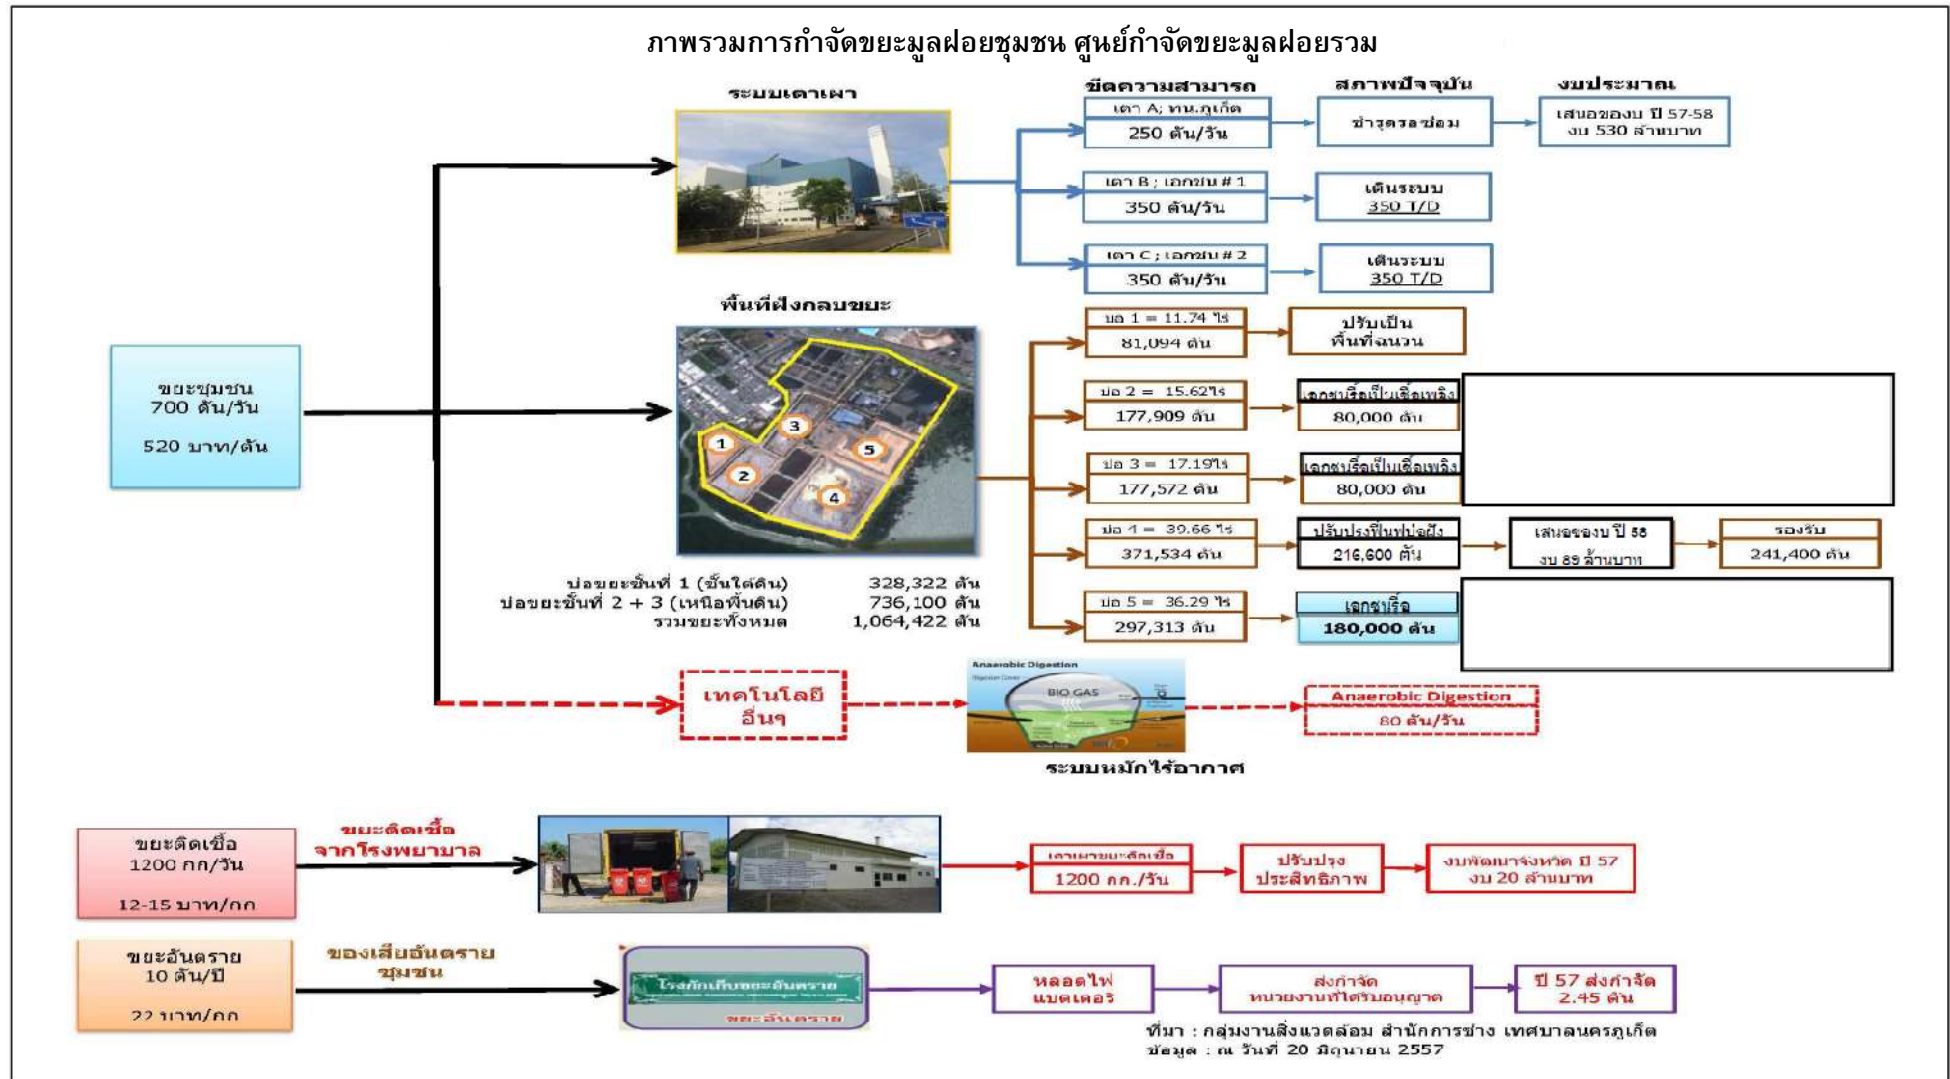 ภาพรวมการกำจัดขยะมูลฝอยชุมชน ศูนย์กำจัดขยะมูลฝอยรวม
ระบบเตาเผา
ขีดความสามารถ
สภาพปัจจุบัน
งบประมาณ
เตา A; ทน.ภูเก็ต
250 ตัน/วัน
ชำรุดรอซ่อม
เสนอของบ ปี 57-58
งบ 530 ล้านบาท
เตา B ; เอกชน # 1
350 ตัน/วัน
เดินระบบ
350 T/D
เตา C ; เอกชน # 2
350 ตัน/วัน
เดินระบบ
350 T/D
ขยะชุมชน
700 ตัน/วัน
520 บาท/ตัน
พื้นที่ฝังกลบขยะ
1
2
3
4
5
บ่อ 1 = 11.74 ไร่
81,094 ตัน
ปรับเป็น
พื้นที่ฉนวน
บ่อ 2 = 15.62ไร่
177,909 ตัน
เอกชนรื้อเป็นเชื้อเพลิง
80,000 ตัน
บ่อ 3 = 17.19ไร่
177,572 ตัน
เอกชนรื้อเป็นเชื้อเพลิง
80,000 ตัน
บ่อ 4 = 39.66 ไร่
371,534 ตัน
ปรับปรุงฟื้นฟูบ่อฝัง
216,600 ตัน
เสนอของบ ปี 58
งบ 89 ล้านบาท
รองรับ
241,400 ตัน
บ่อ 5 = 36.29 ไร่
297,313 ตัน
เอกชนรื้อ
180,000 ตัน
บ่อขยะชั้นที่ 1 (ชั้นใต้ดิน) 328,322 ตัน
บ่อขยะชั้นที่ 2 + 3 (เหนือพื้นดิน) 736,100 ตัน
รวมขยะทั้งหมด 1,064,422 ตัน
เทคโนโลยี
อื่นๆ
Anaerobic Digestion
BIO GAS
ระบบหมักไร้อากาศ
Anaerobic Digestion
80 ตัน/วัน
ขยะติดเชื้อ
1200 กก/วัน
12-15 บาท/กก
ขยะติดเชื้อ
จากโรงพยาบาล
เตาเผาขยะติดเชื้อ
1200 กก./วัน
ปรับปรุง
ประสิทธิภาพ
งบพัฒนาจังหวัด ปี 57
งบ 20 ล้านบาท
ขยะอันตราย
10 ตัน/ปี
22 บาท/กก
ของเสียอันตราย
ชุมชน
โรงกักเก็บขยะอันตราย
ขยะอันตราย
หลอดไฟ
แบตเตอรี่
ส่งกำจัด
หน่วยงานที่ได้รับอนุญาต
ปี 57 ส่งกำจัด
2.45 ตัน
ที่มา : กลุ่มงานสิ่งแวดล้อม สำนักการช่าง เทศบาลนครภูเก็ต
ข้อมูล : ณ วันที่ 20 มิถุนายน 2557